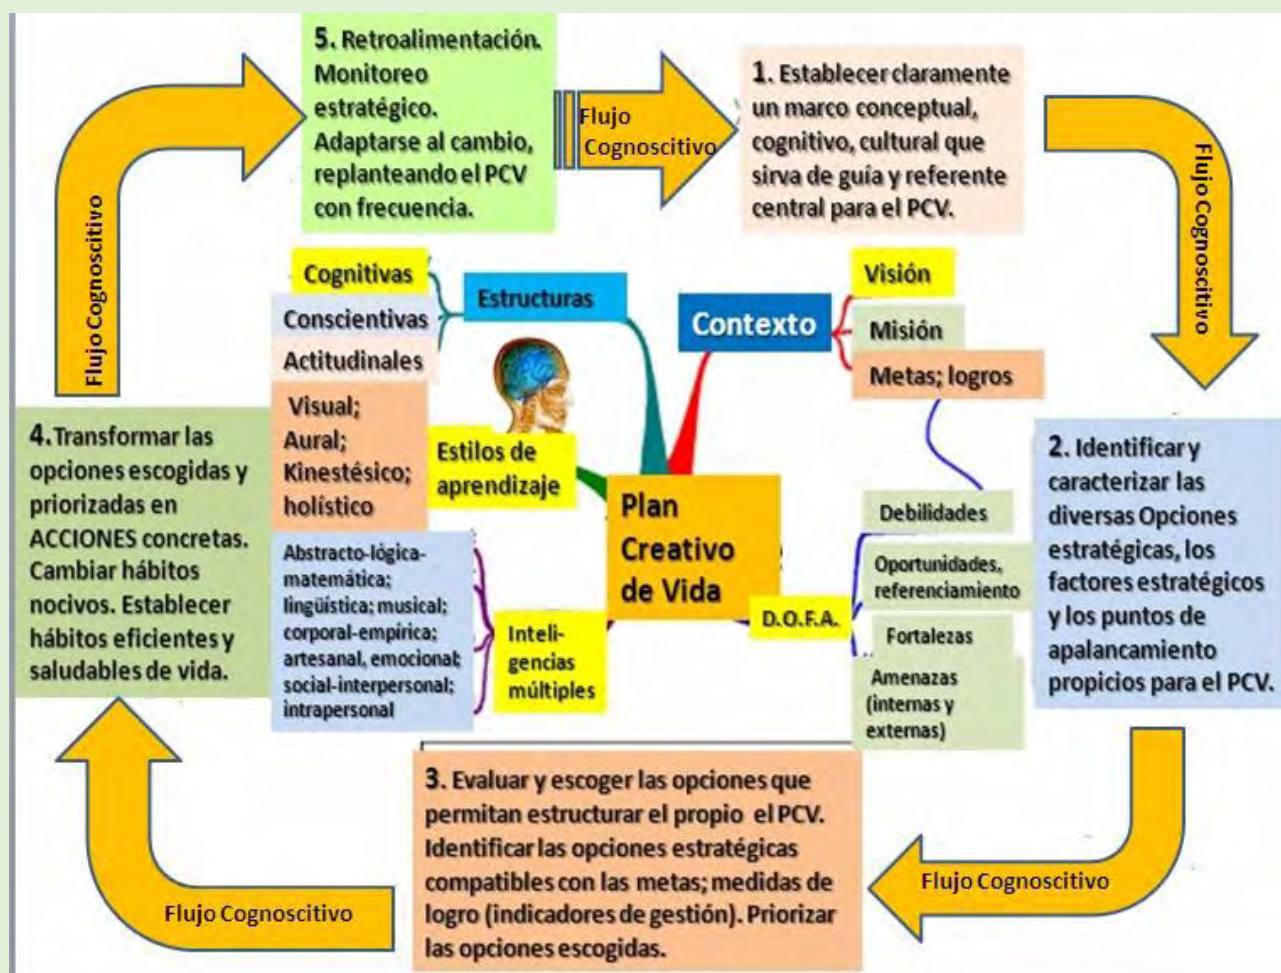 5. Retroalimentación.
Monitoreo
estratégico.
Adaptarse al cambio,
replanteando el PCV
con frecuencia.
Flujo
Cognoscitivo
1. Establecer claramente
un marco conceptual,
cognitivo, cultural que
sirva de guía y referente
central para el PCV.
Flujo Cognoscitivo
2. Identificar y
caracterizar las
diversas Opciones
estratégicas, los
factores estratégicos
y los puntos de
apalancamiento
propicios para el PCV.
Flujo Cognoscitivo
3. Evaluar y escoger las opciones que
permitan estructurar el propio el PCV.
Identificar las opciones estratégicas
compatibles con las metas; medidas de
logro (indicadores de gestión). Priorizar
las opciones escogidas.
Flujo Cognoscitivo
4. Transformar las
opciones escogidas y
priorizadas en
ACCIONES concretas.
Cambiar hábitos
nocivos. Establecer
hábitos eficientes y
saludables de vida.
Flujo Cognoscitivo
Plan
Creativo
de Vida
Contexto
Visión
Misión
Metas; logros
D.O.F.A.
Debilidades
Oportunidades,
referenciamiento
Fortalezas
Amenazas
(internas y
externas)
Estructuras
Cognitivas
Conscientivas
Actitudinales
Estilos de
aprendizaje
Visual;
Aural;
Kinestésico;
holístico
Inteli-
gencias
múltiples
Abstracto-lógica-
matemática;
lingüística; musical;
corporal-empírica;
artesanal, emocional;
social-interpersonal;
intrapersonal